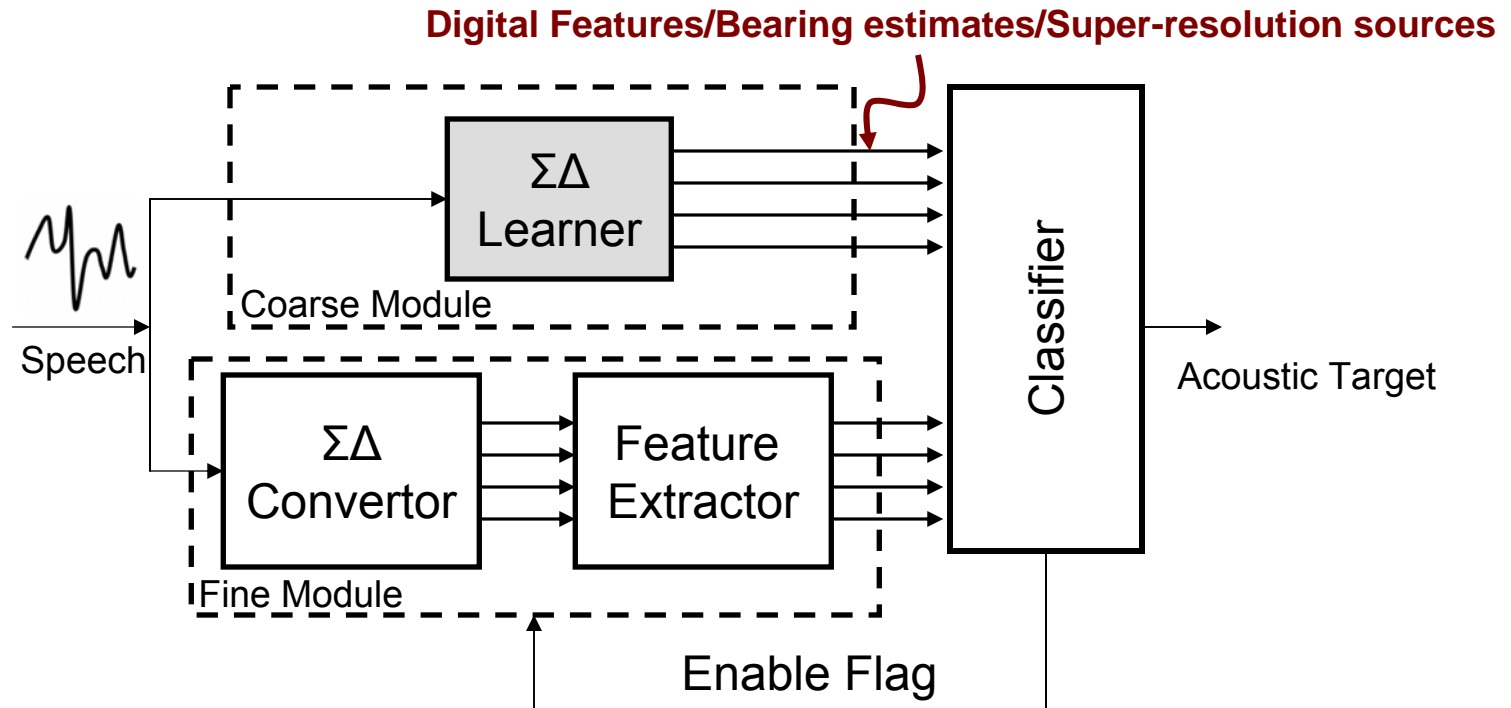 Digital Features/Bearing estimates/Super-resolution sources
ΣΔ
Learner
Coarse Module
Speech
ΣΔ
Convertor
Feature
Extractor
Fine Module
Classifier
Acoustic Target
Enable Flag